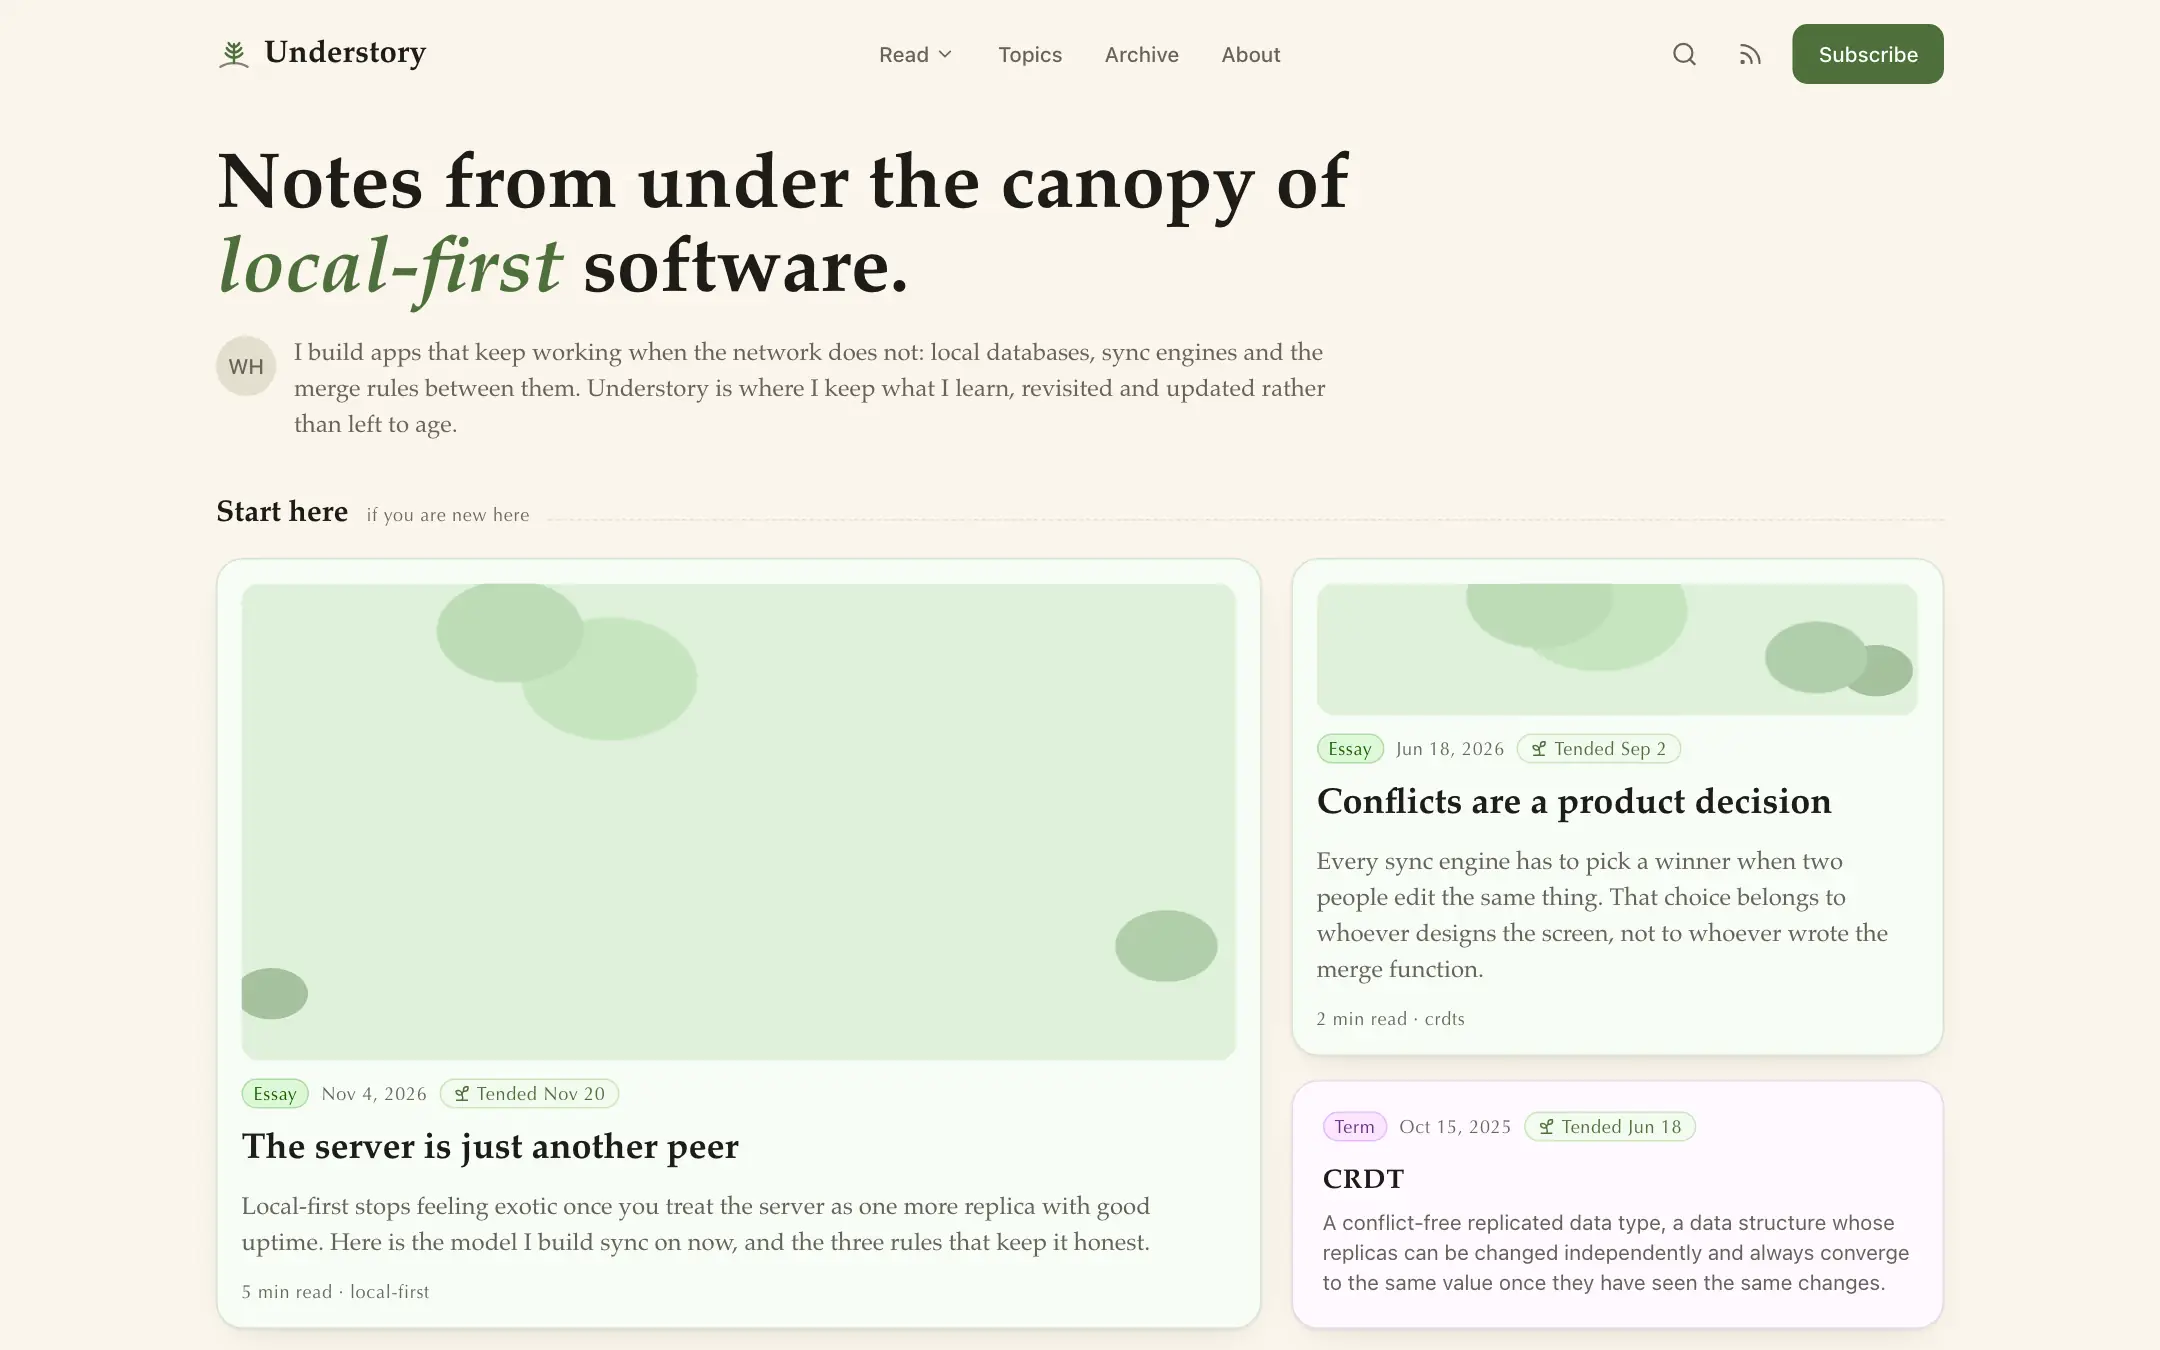 Understory
Read
Topics
Archive
About
Subscribe
Notes from under the canopy of
local-first software.
WH
I build apps that keep working when the network does not: local databases, sync engines and the
merge rules between them. Understory is where I keep what I learn, revisited and updated rather
than left to age.
Start here
if you are new here
Essay
Nov 4, 2026
Tended Nov 20
The server is just another peer
Local-first stops feeling exotic once you treat the server as one more replica with good
uptime. Here is the model I build sync on now, and the three rules that keep it honest.
5 min read · local-first
Essay
Jun 18, 2026
Tended Sep 2
Conflicts are a product decision
Every sync engine has to pick a winner when two
people edit the same thing. That choice belongs to
whoever designs the screen, not to whoever wrote the
merge function.
2 min read · crdts
Term
Oct 15, 2025
Tended Jun 18
CRDT
A conflict-free replicated data type, a data structure whose
replicas can be changed independently and always converge
to the same value once they have seen the same changes.